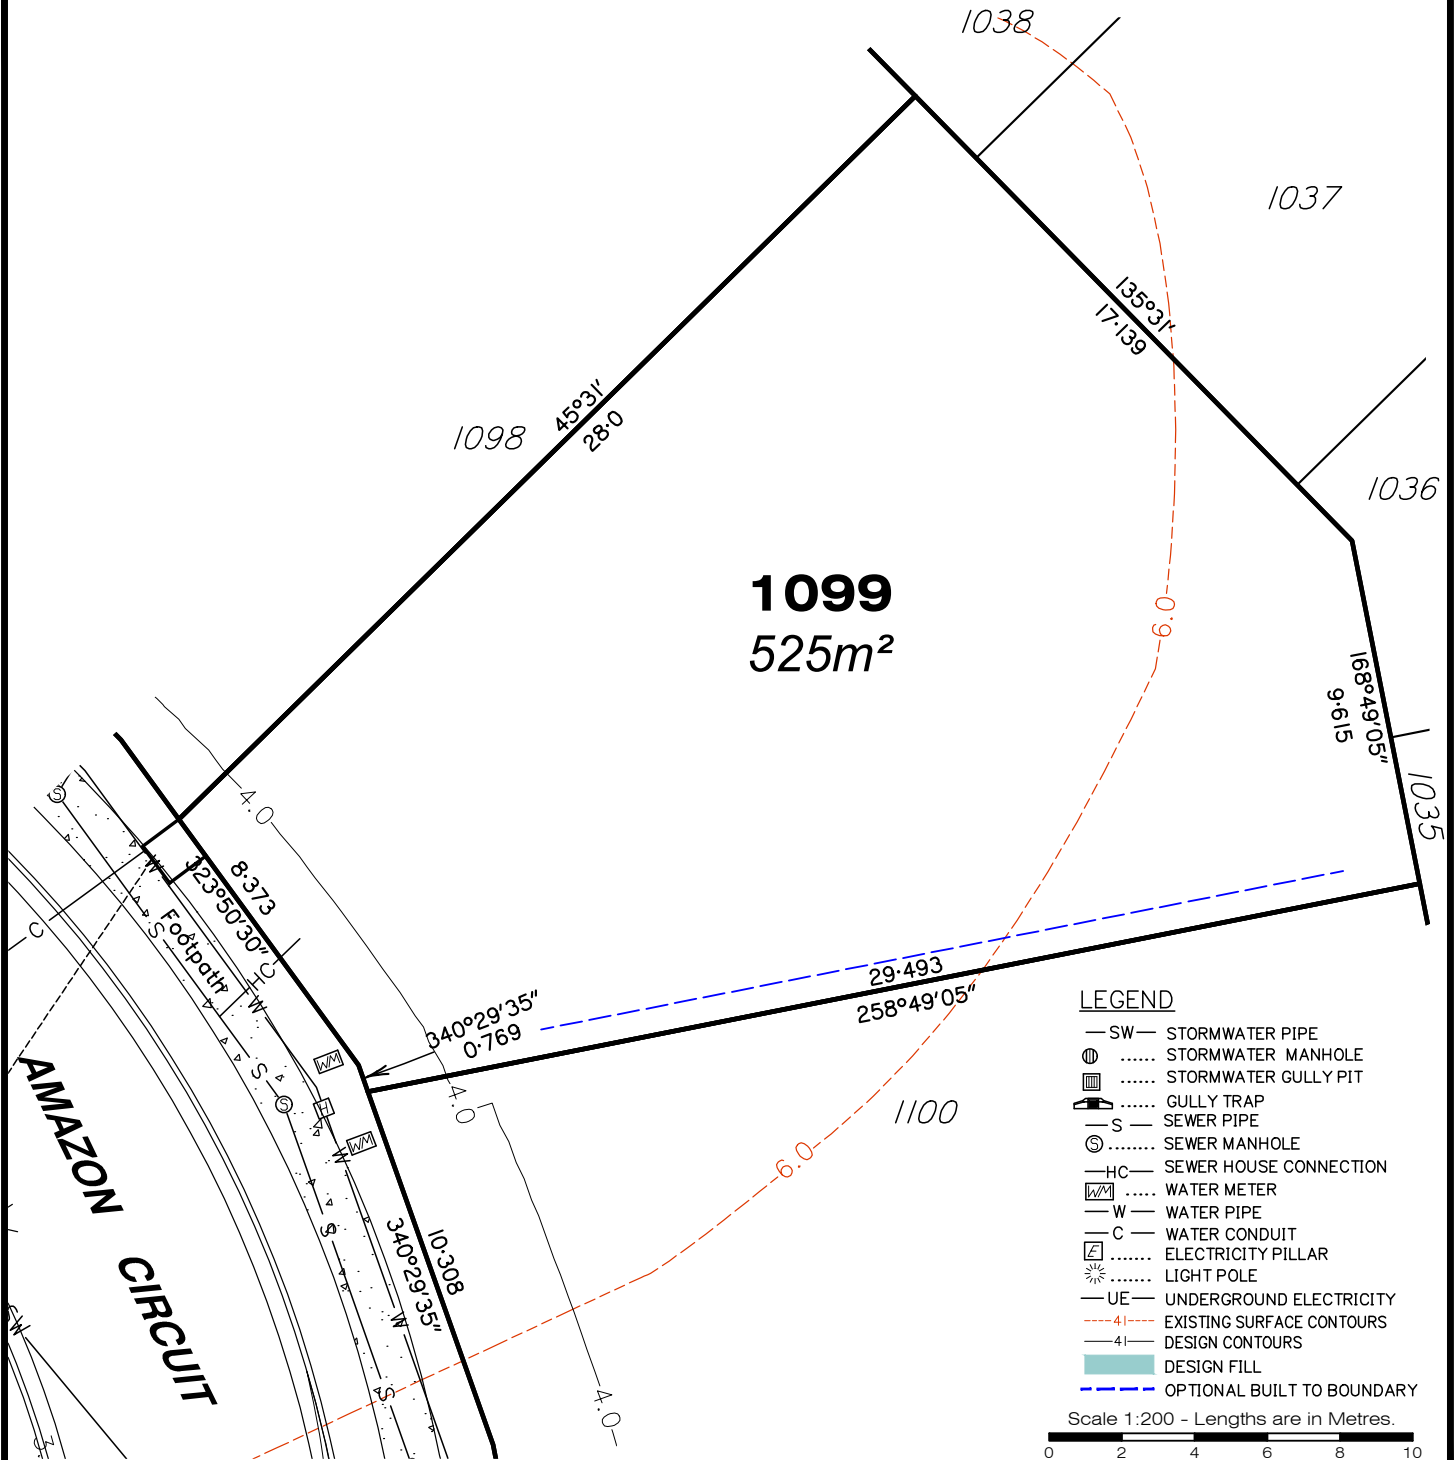 1038
1037
135°31'
17·139
1036
1098
45°31'
28·0
1099
525m²
6.0
168°49'05"
9·615
1035
4.0
S
W
8·373
323°50'30"
Footpath
C
S
HC
W
29·493
258°49'05"
340°29'35"
0·769
WM
S
S
H
4.0
WM
W
1100
6.0
AMAZON CIRCUIT
S
10·308
340°29'35"
W
SW
S
4.0
3.
LEGEND
SW STORMWATER PIPE
...... STORMWATER MANHOLE
...... STORMWATER GULLY PIT
...... GULLY TRAP
S SEWER PIPE
S ........ SEWER MANHOLE
HC SEWER HOUSE CONNECTION
WM ..... WATER METER
W WATER PIPE
C WATER CONDUIT
E ....... ELECTRICITY PILLAR
....... LIGHT POLE
UE UNDERGROUND ELECTRICITY
41 EXISTING SURFACE CONTOURS
41 DESIGN CONTOURS
DESIGN FILL
OPTIONAL BUILT TO BOUNDARY
Scale 1:200 - Lengths are in Metres.
0 2 4 6 8 10